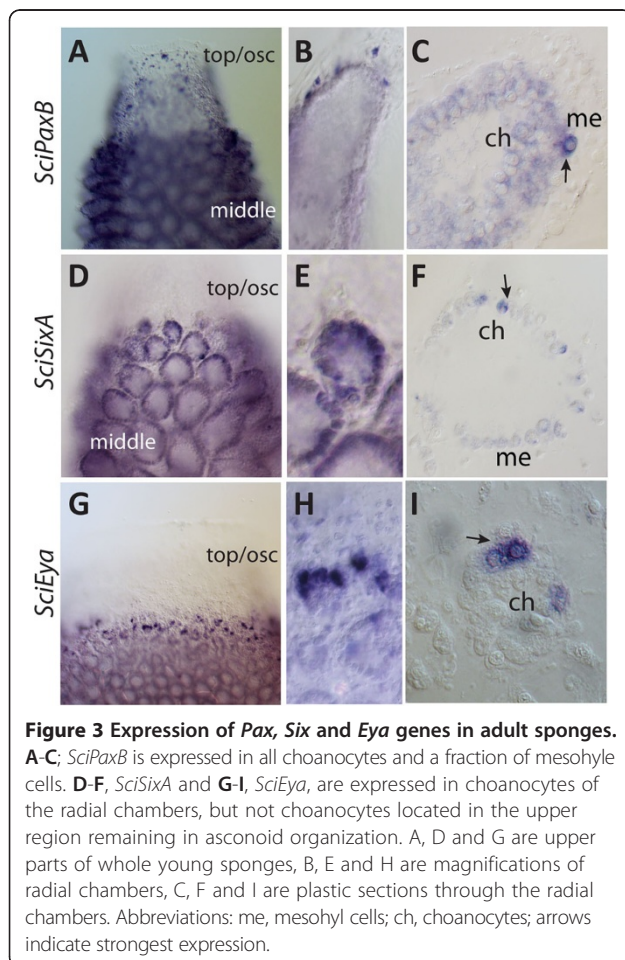 A
top/osc
middle
B
C
me
ch
SciPaxB
D
top/osc
middle
E
F
ch
me
SciSixA
G
top/osc
H
I
ch
SciEya
Figure 3 Expression of Pax, Six and Eya genes in adult sponges.
A-C; SciPaxB is expressed in all choanocytes and a fraction of mesohyle
cells. D-F, SciSixA and G-I, SciEya, are expressed in choanocytes of
the radial chambers, but not choanocytes located in the upper
region remaining in asconoid organization. A, D and G are upper
parts of whole young sponges, B, E and H are magnifications of
radial chambers, C, F and I are plastic sections through the radial
chambers. Abbreviations: me, mesohyl cells; ch, choanocytes; arrows
indicate strongest expression.